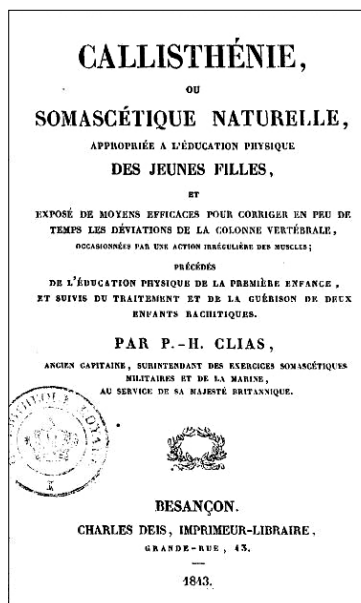 CALLISTHÉNIE,
OU
SOMASCÉTIQUE NATURELLE,
APPROPRIÉE A L'ÉDUCATION PHYSIQUE
DES JEUNES FILLES,
ET
EXPOSÉ DE MOYENS EFFICACES POUR CORRIGER EN PEU DE
TEMPS LES DÉVIATIONS DE LA COLONNE VERTÉBRALE,
OCCASIONNÉES PAR UNE ACTION IRRÉGULIÈRE DES MUSCLES;
PRÉCÉDÉS
DE L'ÉDUCATION PHYSIQUE DE LA PREMIÈRE ENFANCE,
ET SUIVIS DU TRAITEMENT ET DE LA GUÉRISON DE DEUX
ENFANTS RACHITIQUES.
PAR P.-H. CLIAS,
ANCIEN CAPITAINE, SURINTENDANT DES EXERCICES SOMASCÉTIQUES
MILITAIRES ET DE LA MARINE,
AU SERVICE DE SA MAJESTÉ BRITANNIQUE.
BESANÇON.
CHARLES DEIS, IMPRIMEUR-LIBRAIRE,
GRANDE-RUE, 43.
1843.